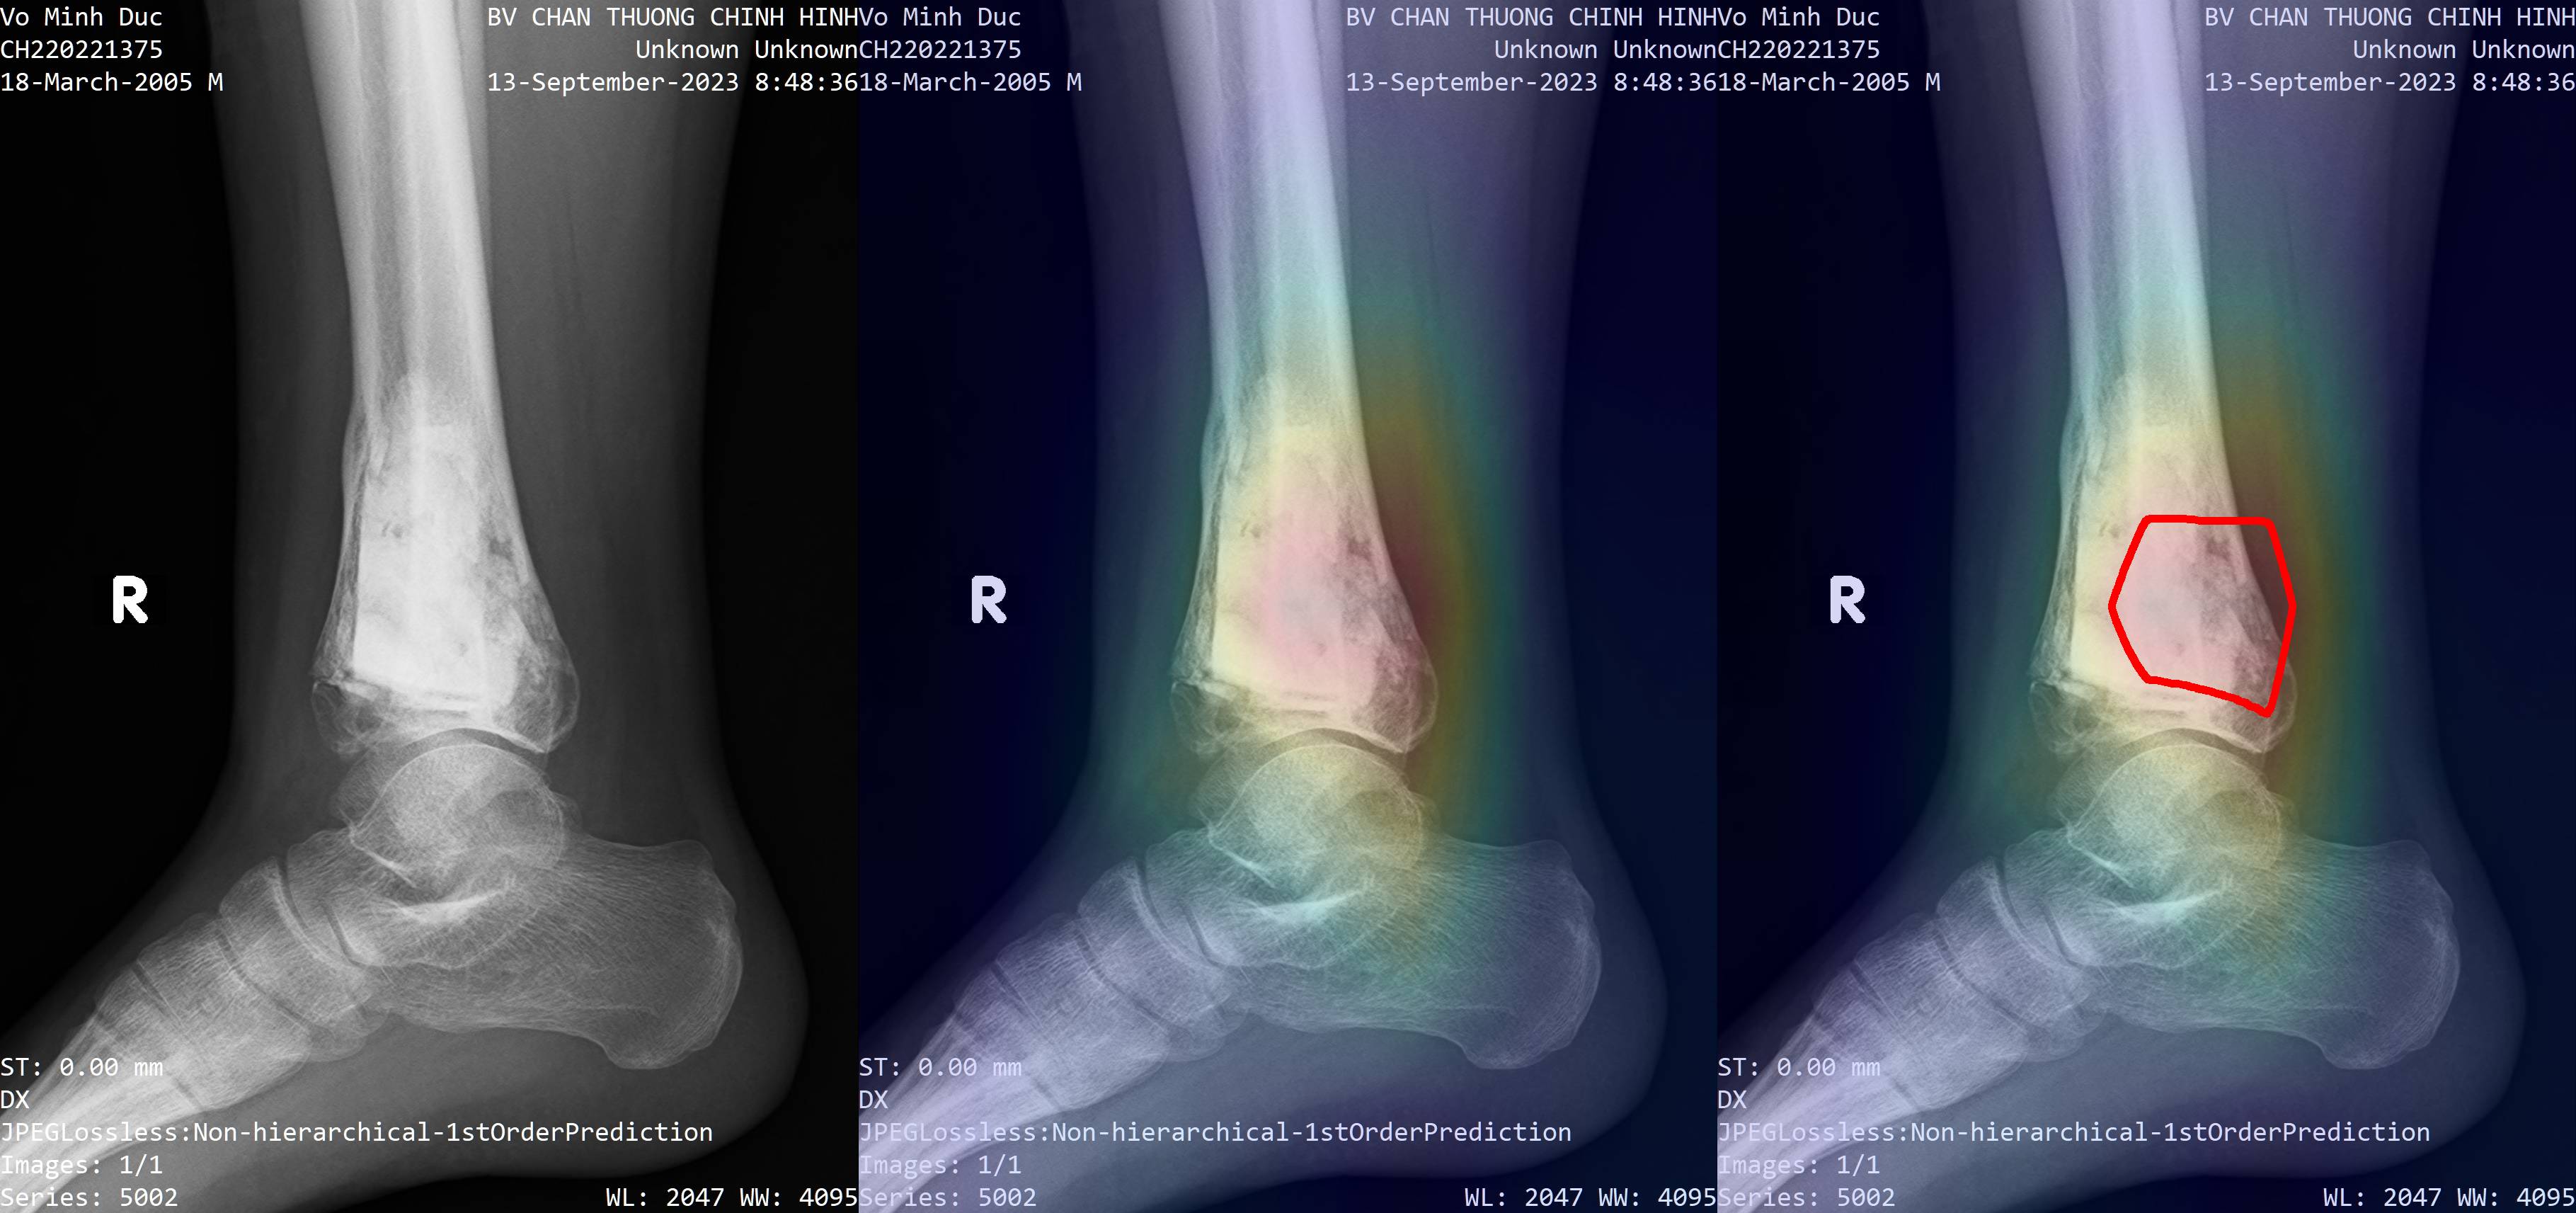 Vo Minh Duc
CH220221375
18-March-2005 M
BV CHAN THUONG CHINH HINH
Unknown Unknown
13-September-2023 8:48:36
R
ST: 0.00 mm
DX
JPEGLossless:Non-hierarchical-1stOrderPrediction
Images: 1/1
Series: 5002
WL: 2047 WW: 4095
Vo Minh Duc
CH220221375
18-March-2005 M
BV CHAN THUONG CHINH HINH
Unknown Unknown
13-September-2023 8:48:36
R
ST: 0.00 mm
DX
JPEGLossless:Non-hierarchical-1stOrderPrediction
Images: 1/1
Series: 5002
WL: 2047 WW: 4095
Vo Minh Duc
CH220221375
18-March-2005 M
BV CHAN THUONG CHINH HINH
Unknown Unknown
13-September-2023 8:48:36
R
ST: 0.00 mm
DX
JPEGLossless:Non-hierarchical-1stOrderPrediction
Images: 1/1
Series: 5002
WL: 2047 WW: 4095